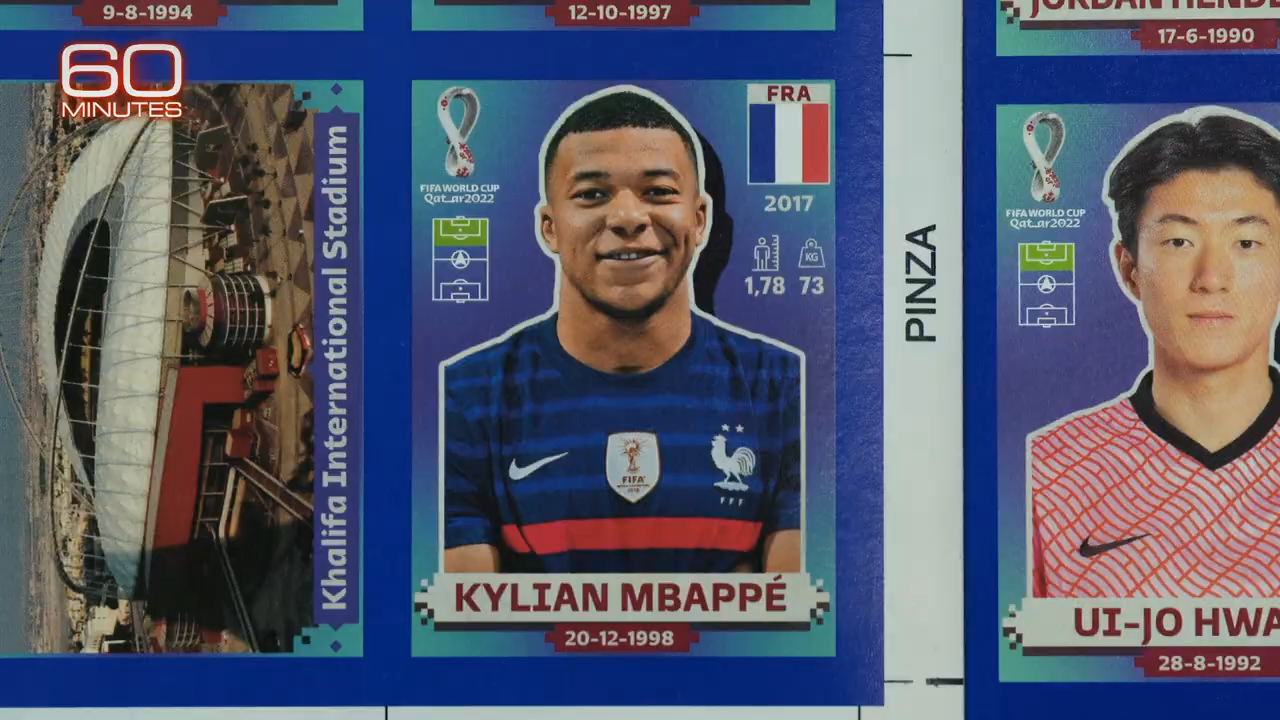 9-8-1994
12-10-1997
17-6-1990
60
MINUTES
Khalifa International Stadium
FIFA WORLD CUP
Qatar2022
FRA
2017
KG
1,78 73
FIFA
FFF
KYLIAN MBAPPÉ
20-12-1998
PINZA
FIFA WORLD CUP
Qatar2022
UI-JO HWA
28-8-1992